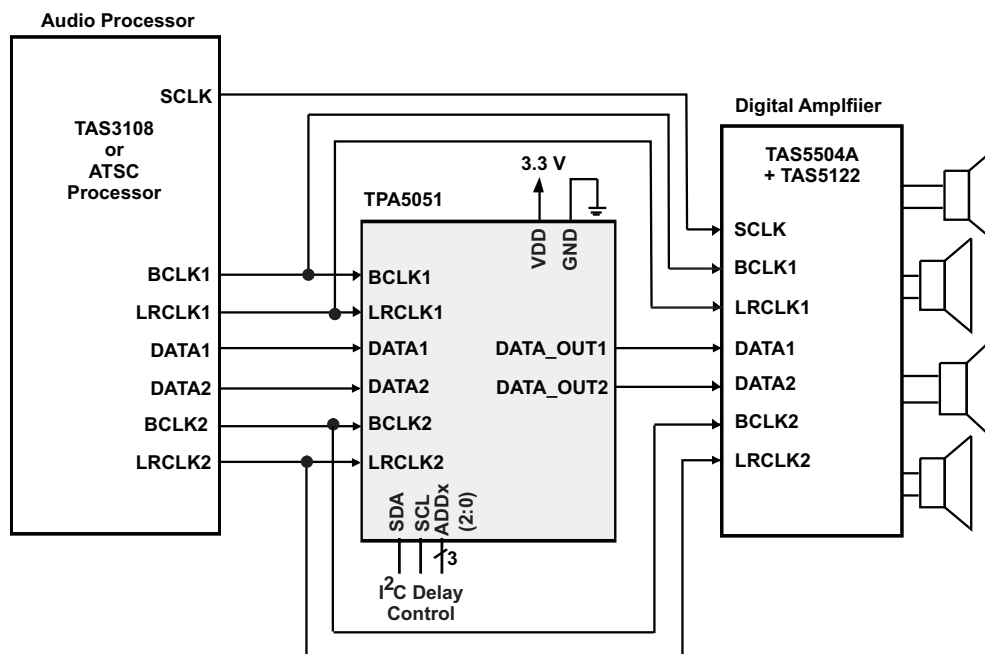 Audio Processor
SCLK
TAS3108
or
ATSC
Processor
BCLK1
LRCLK1
DATA1
DATA2
BCLK2
LRCLK2
TPA5051
3.3 V
VDD
GND
BCLK1
LRCLK1
DATA1
DATA2
BCLK2
LRCLK2
DATA_OUT1
DATA_OUT2
SDA
SCL
ADDx
(2:0)
3
I2C Delay
Control
Digital Amplfiier
TAS5504A
+ TAS5122
SCLK
BCLK1
LRCLK1
DATA1
DATA2
BCLK2
LRCLK2